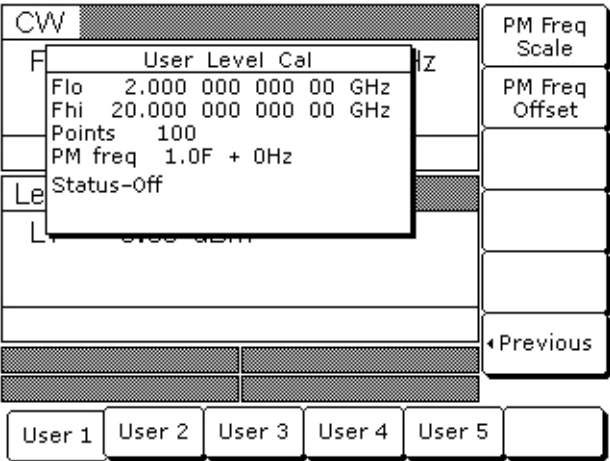 CW
User Level Cal
Flo 2.000 000 000 00 GHz
Fhi 20.000 000 000 00 GHz
Points 100
PM freq 1.0F + 0Hz
Status-Off
PM Freq
Scale
PM Freq
Offset
◂Previous
User 1 User 2 User 3 User 4 User 5